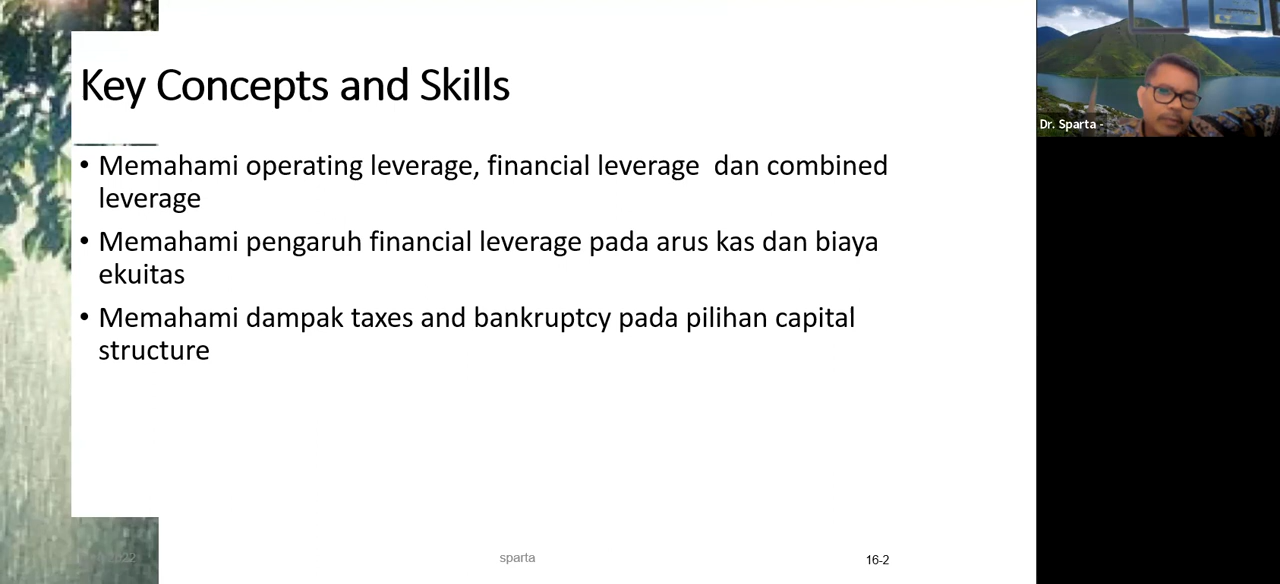 Key Concepts and Skills
• Memahami operating leverage, financial leverage  dan combined
leverage
• Memahami pengaruh financial leverage pada arus kas dan biaya
ekuitas
• Memahami dampak taxes and bankruptcy pada pilihan capital
structure
sparta
16-2
Dr. Sparta -